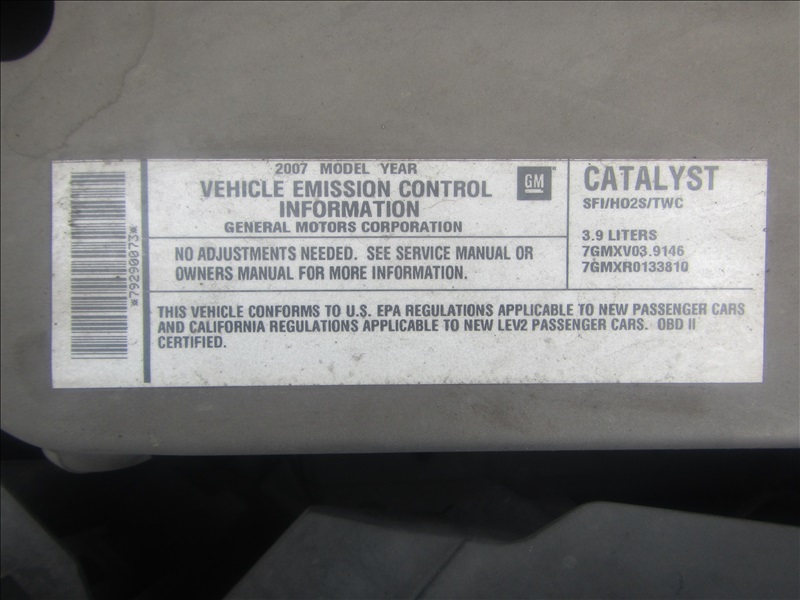 *79290073*
2007 MODEL YEAR
VEHICLE EMISSION CONTROL
INFORMATION
GENERAL MOTORS CORPORATION
GM
NO ADJUSTMENTS NEEDED. SEE SERVICE MANUAL OR
OWNERS MANUAL FOR MORE INFORMATION.
CATALYST
SFI/HO2S/TWC
3.9 LITERS
7GMXV03.9146
7GMXR0133810
THIS VEHICLE CONFORMS TO U.S. EPA REGULATIONS APPLICABLE TO NEW PASSENGER CARS
AND CALIFORNIA REGULATIONS APPLICABLE TO NEW LEV2 PASSENGER CARS. OBD II
CERTIFIED.